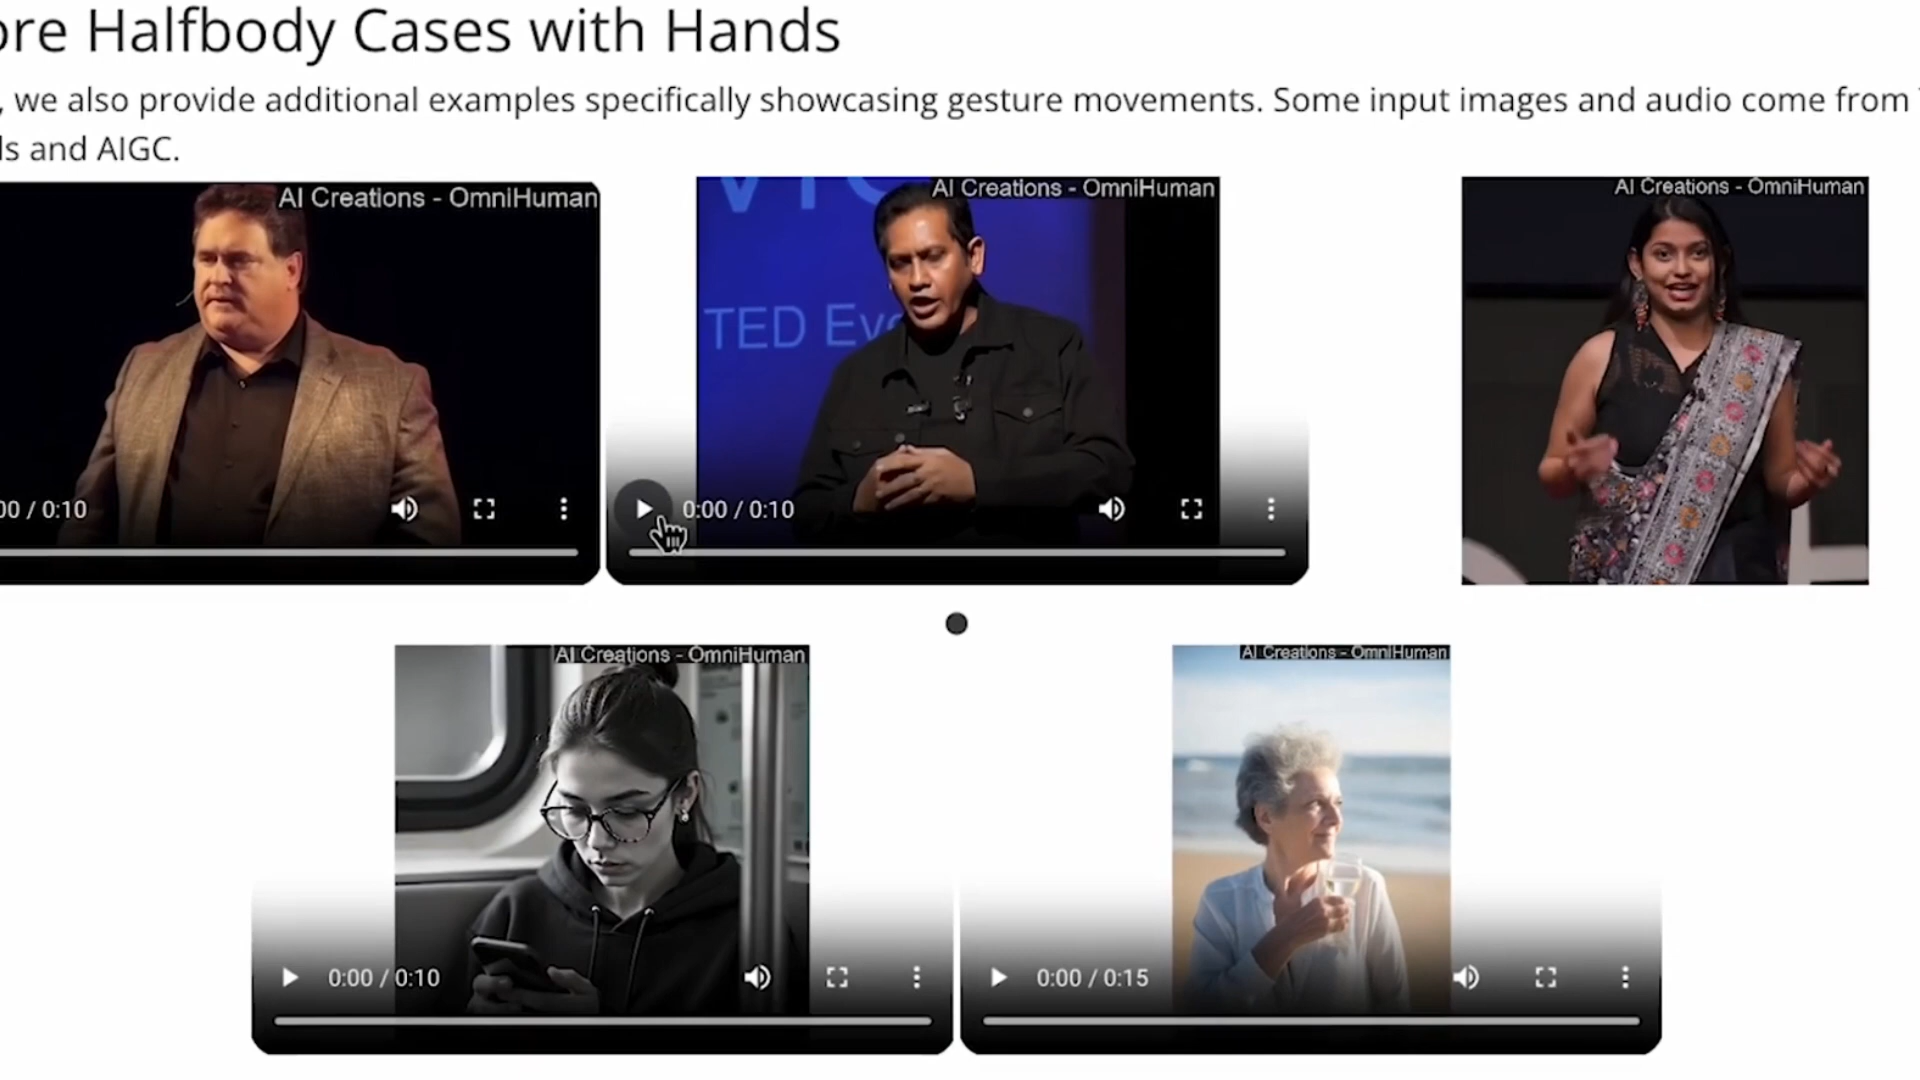 ore Halfbody Cases with Hands
, we also provide additional examples specifically showcasing gesture movements. Some input images and audio come from
ls and AIGC.
AI Creations - OmniHuman
00 / 0:10
AI Creations - OmniHuman
TED Eve
0:00 / 0:10
AI Creations - OmniHuman
AI Creations - OmniHuman
0:00 / 0:10
AI Creations - OmniHuman
0:00 / 0:15